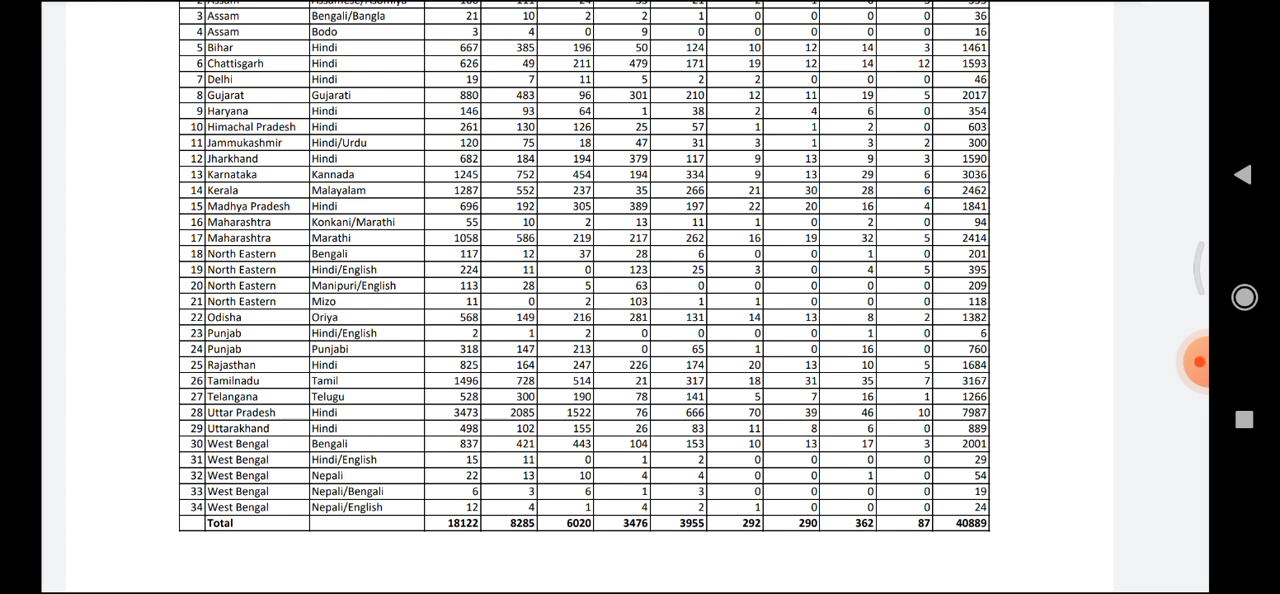 3 Assam Bengali/Bangla 21 10 2 2 1 0 0 0 0 36
4 Assam Bodo 3 4 0 9 0 0 0 0 0 16
5 Bihar Hindi 667 385 196 50 124 10 12 14 3 1461
6 Chattisgarh Hindi 626 49 211 479 171 19 12 14 12 1593
7 Delhi Hindi 19 7 11 5 2 2 0 0 0 46
8 Gujarat Gujarati 880 483 96 301 210 12 11 19 5 2017
9 Haryana Hindi 146 93 64 1 38 2 4 6 0 354
10 Himachal Pradesh Hindi 261 130 126 25 57 1 1 2 0 603
11 Jammukashmir Hindi/Urdu 120 75 18 47 31 3 1 3 2 300
12 Jharkhand Hindi 682 184 194 379 117 9 13 9 3 1590
13 Karnataka Kannada 1245 752 454 194 334 9 13 29 6 3036
14 Kerala Malayalam 1287 552 237 35 266 21 30 28 6 2462
15 Madhya Pradesh Hindi 696 192 305 389 197 22 20 16 4 1841
16 Maharashtra Konkani/Marathi 55 10 2 13 11 1 0 2 0 94
17 Maharashtra Marathi 1058 586 219 217 262 16 19 32 5 2414
18 North Eastern Bengali 117 12 37 28 6 0 0 1 0 201
19 North Eastern Hindi/English 224 11 0 123 25 3 0 4 5 395
20 North Eastern Manipuri/English 113 28 5 63 0 0 0 0 0 209
21 North Eastern Mizo 11 0 2 103 1 1 0 0 0 118
22 Odisha Oriya 568 149 216 281 131 14 13 8 2 1382
23 Punjab Hindi/English 2 1 2 0 0 0 0 1 0 6
24 Punjab Punjabi 318 147 213 0 65 1 0 16 0 760
25 Rajasthan Hindi 825 164 247 226 174 20 13 10 5 1684
26 Tamilnadu Tamil 1496 728 514 21 317 18 31 35 7 3167
27 Telangana Telugu 528 300 190 78 141 5 7 16 1 1266
28 Uttar Pradesh Hindi 3473 2085 1522 76 666 70 39 46 10 7987
29 Uttarakhand Hindi 498 102 155 26 83 11 8 6 0 889
30 West Bengal Bengali 837 421 443 104 153 10 13 17 3 2001
31 West Bengal Hindi/English 15 11 0 1 2 0 0 0 0 29
32 West Bengal Nepali 22 13 10 4 4 0 0 1 0 54
33 West Bengal Nepali/Bengali 6 3 6 1 3 0 0 0 0 19
34 West Bengal Nepali/English 12 4 1 4 2 1 0 0 0 24
Total 18122 8285 6020 3476 3955 292 290 362 87 40889